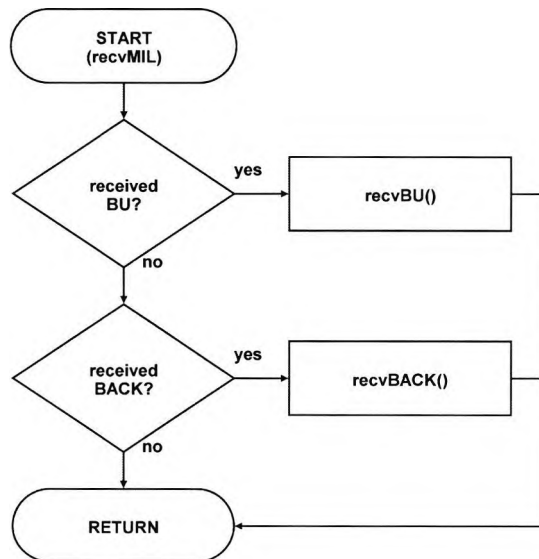 START
(recvMIL)
received
BU?
yes
recvBU()
no
received
BACK?
yes
recvBACK()
no
RETURN